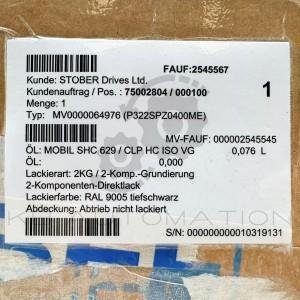 FAUF:2545567
Kunde: STOBER Drives Ltd.
Kundenauftrag / Pos. : 75002804 / 000100
1
Menge: 1
Typ: MV0000064976 (P322SPZ0400ME)
MV-FAUF: 000002545545
ÖL: MOBIL SHC 629 / CLP HC ISO VG 0,076 L
ÖL: 0,000
Lackierart: 2KG / 2-Komp.-Grundierung
2-Komponenten-Direktlack
Lackierfarbe: RAL 9005 tiefschwarz
Abdeckung: Abtrieb nicht lackiert
S/N: 000000000010319131